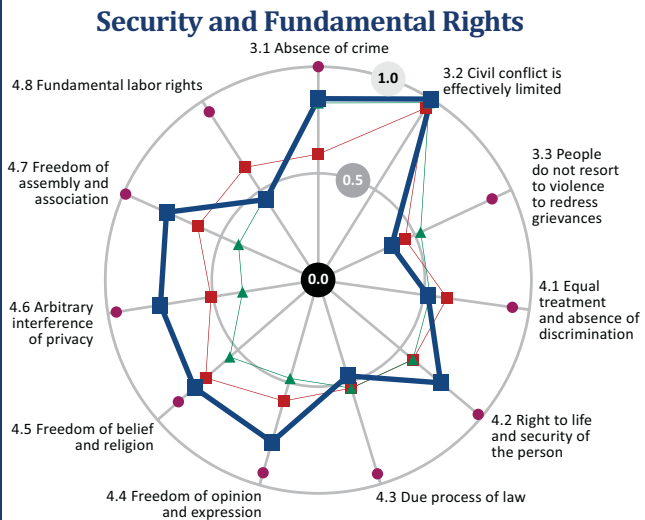 Security and Fundamental Rights
3.1 Absence of crime
1.0
3.2 Civil conflict is
effectively limited
4.8 Fundamental labor rights
0.5
3.3 People
do not resort
to violence
to redress
grievances
4.7 Freedom of
assembly and
association
0.0
4.1 Equal
treatment
and absence of
discrimination
4.6 Arbitrary
interference
of privacy
4.2 Right to life
and security of
the person
4.5 Freedom of belief
and religion
4.4 Freedom of opinion
and expression
4.3 Due process of law